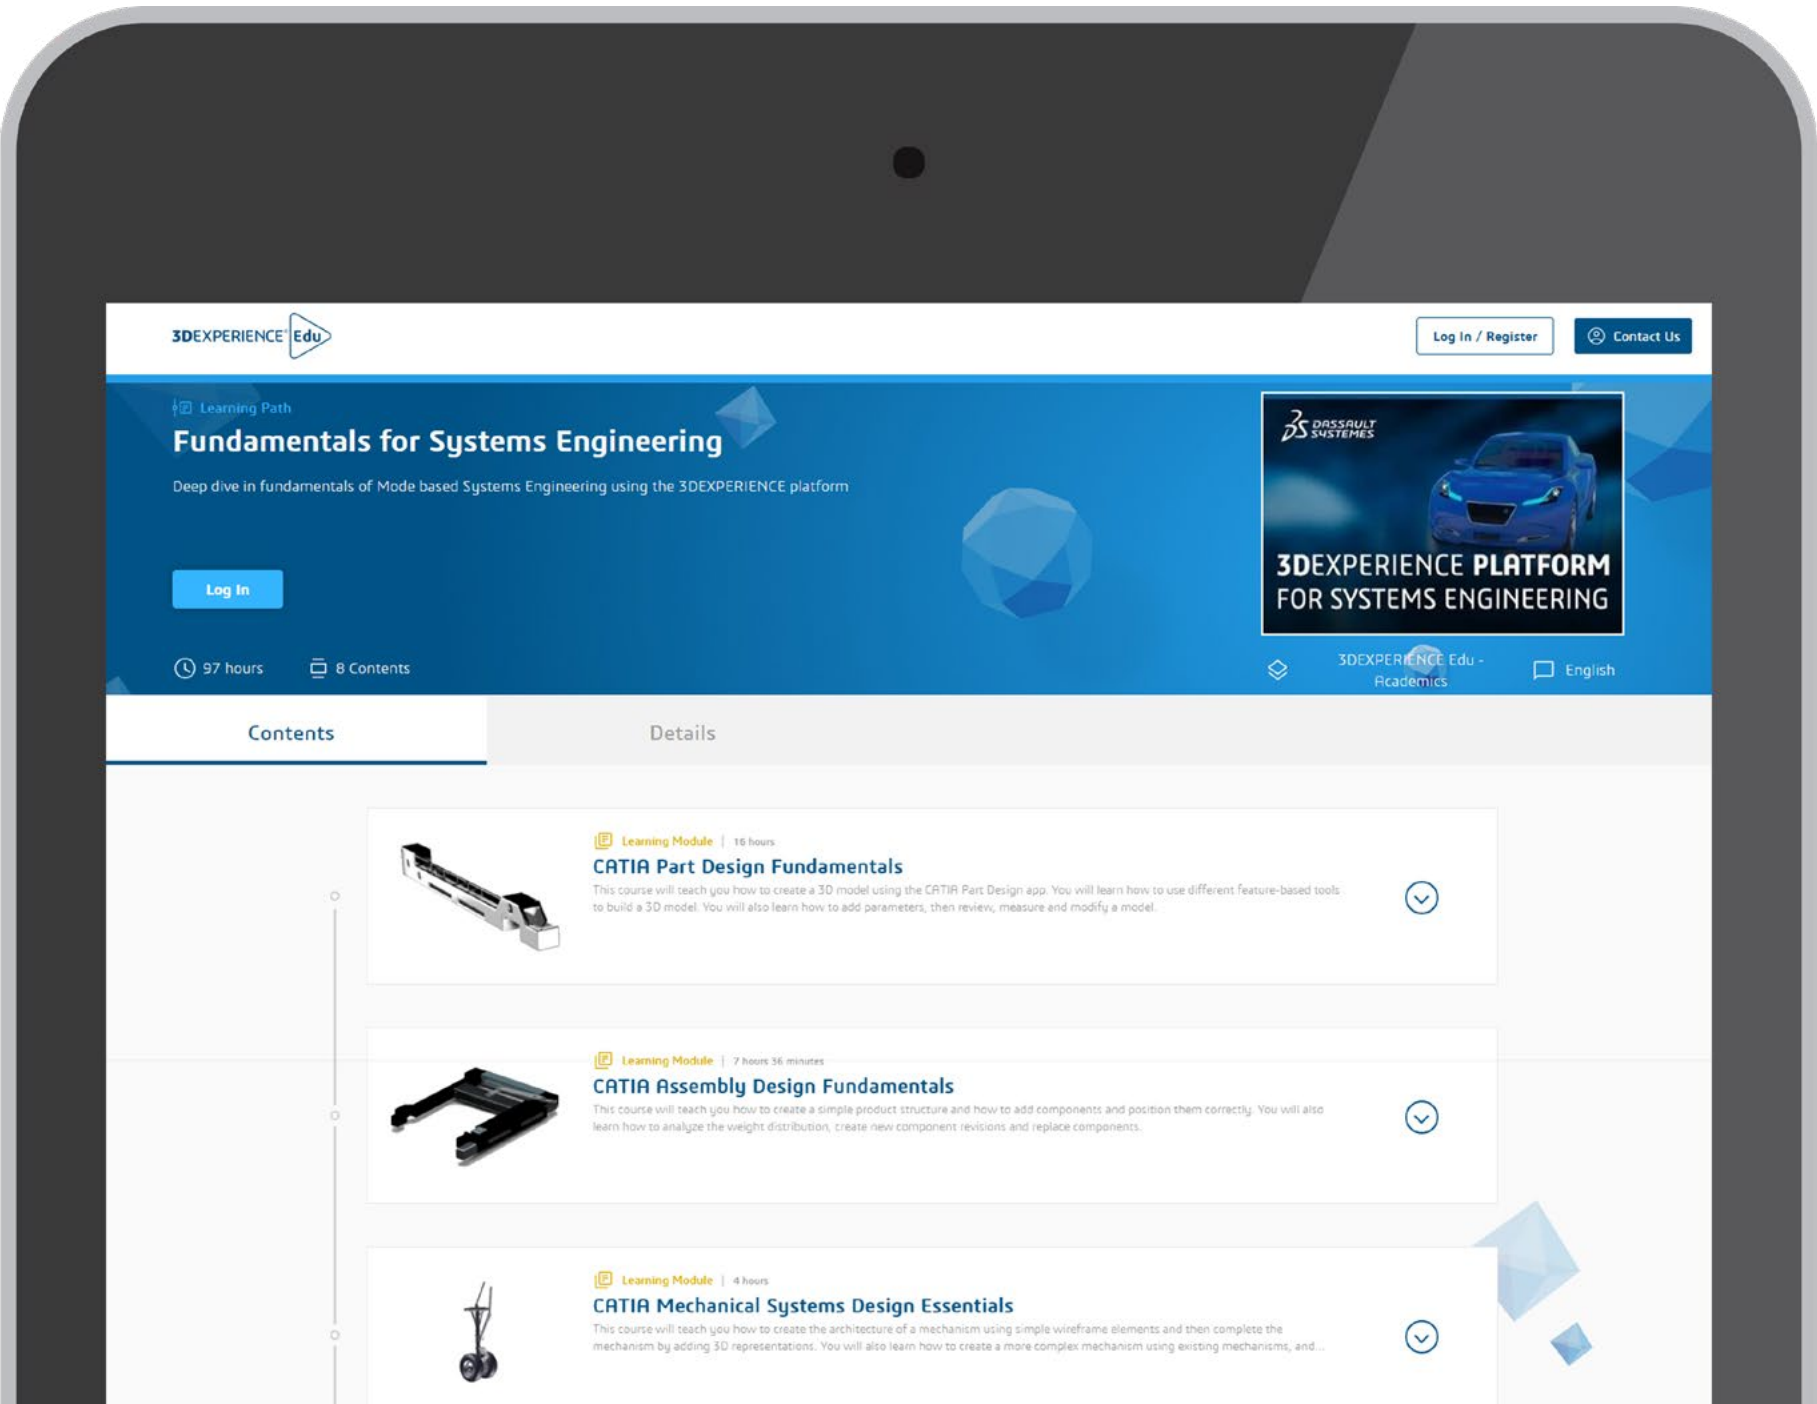 3DEXPERIENCE Edu
Log In / Register
Contact Us
Learning Path
Fundamentals for Systems Engineering
Deep dive in fundamentals of Mode based Systems Engineering using the 3DEXPERIENCE platform
Log In
97 hours
8 Contents
3S DASSAULT
SYSTEMES
3DEXPERIENCE PLATFORM
FOR SYSTEMS ENGINEERING
3DEXPERIENCE Edu -
Academics
English
Contents
Details
Learning Module | 16 hours
CATIA Part Design Fundamentals
This course will teach you how to create a 3D model using the CATIA Part Design app. You will learn how to use different feature-based tools
to build a 3D model. You will also learn how to add parameters, then review, measure and modify a model.
Learning Module | 7 hours 36 minutes
CATIA Assembly Design Fundamentals
This course will teach you how to create a simple product structure and how to add components and position them correctly. You will also
learn how to analyze the weight distribution, create new component revisions and replace components.
Learning Module | 4 hours
CATIA Mechanical Systems Design Essentials
This course will teach you how to create the architecture of a mechanism using simple wireframe elements and then complete the
mechanism by adding 3D representations. You will also learn how to create a more complex mechanism using existing mechanisms, and...